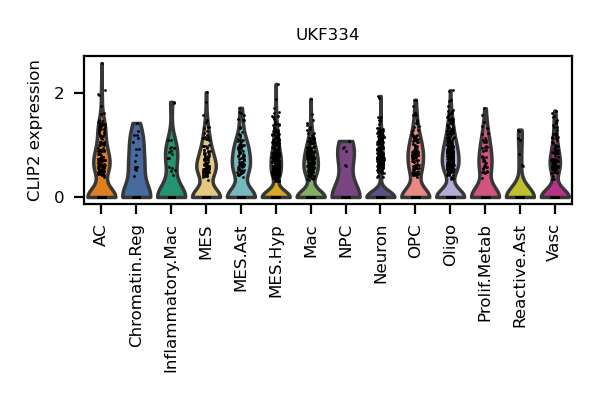 UKF334
CLIP2 expression
2
0
AC
Chromatin.Reg
Inflammatory.Mac
MES
MES.Ast
MES.Hyp
Mac
NPC
Neuron
OPC
Oligo
Prolif.Metab
Reactive.Ast
Vasc